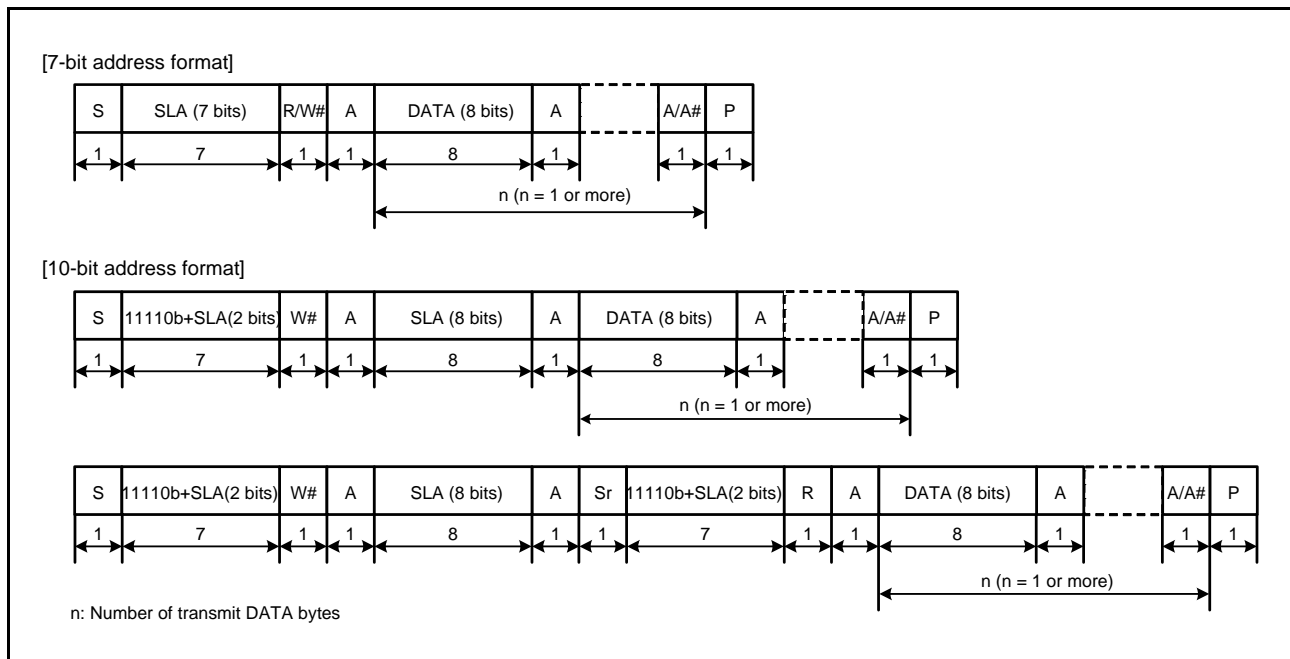 [7-bit address format]
S SLA (7 bits) R/W# A DATA (8 bits) A A/A# P
1 7 1 1 8 1 1 1
n (n = 1 or more)
[10-bit address format]
S 11110b+SLA(2 bits) W# A SLA (8 bits) A DATA (8 bits) A A/A# P
1 7 1 1 8 1 8 1 1 1
n (n = 1 or more)
S 11110b+SLA(2 bits) W# A SLA (8 bits) A Sr 11110b+SLA(2 bits) R A DATA (8 bits) A A/A# P
1 7 1 1 8 1 1 7 1 1 8 1 1 1
n (n = 1 or more)
n: Number of transmit DATA bytes